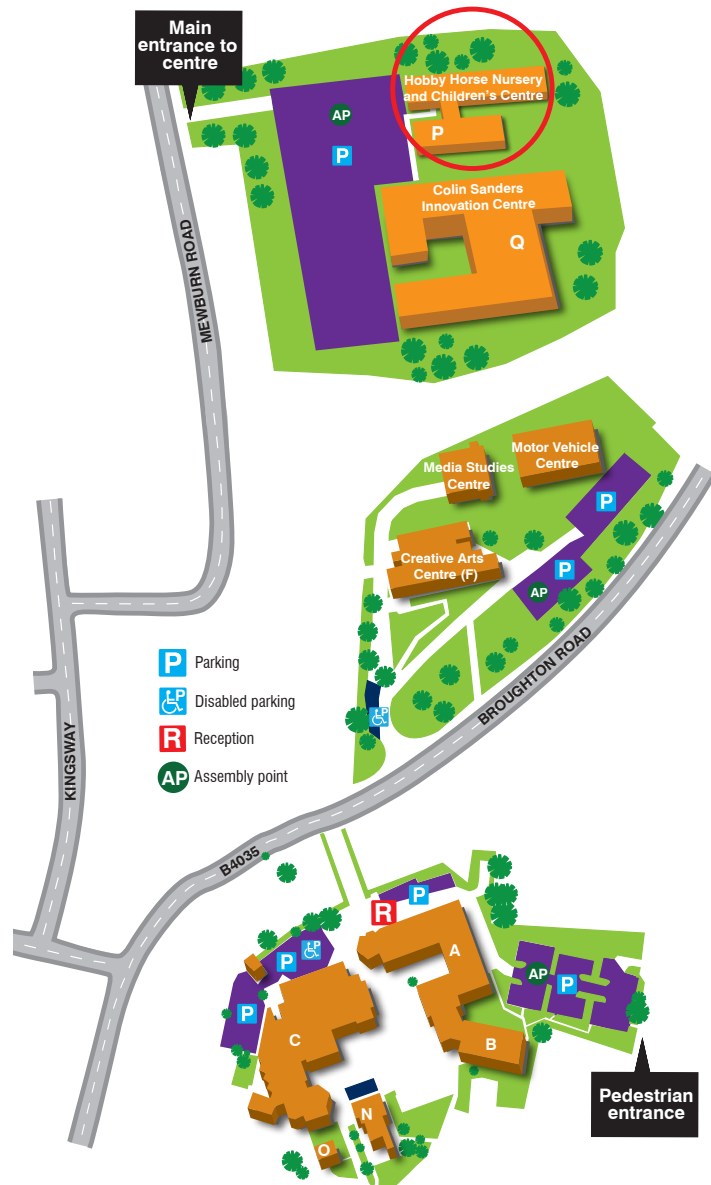 Main
entrance to
centre
Hobby Horse Nursery
and Children's Centre
AP
P
P
Colin Sanders
Innovation Centre
Q
MEWBURN ROAD
Motor Vehicle
Centre
Media Studies
Centre
P
Creative Arts
Centre (F)
P
AP
BROUGHTON ROAD
P Parking
P Disabled parking
R Reception
AP Assembly point
P
KINGSWAY
B4035
P
R
A
P
P
AP
P
P
C
B
N
O
Pedestrian
entrance